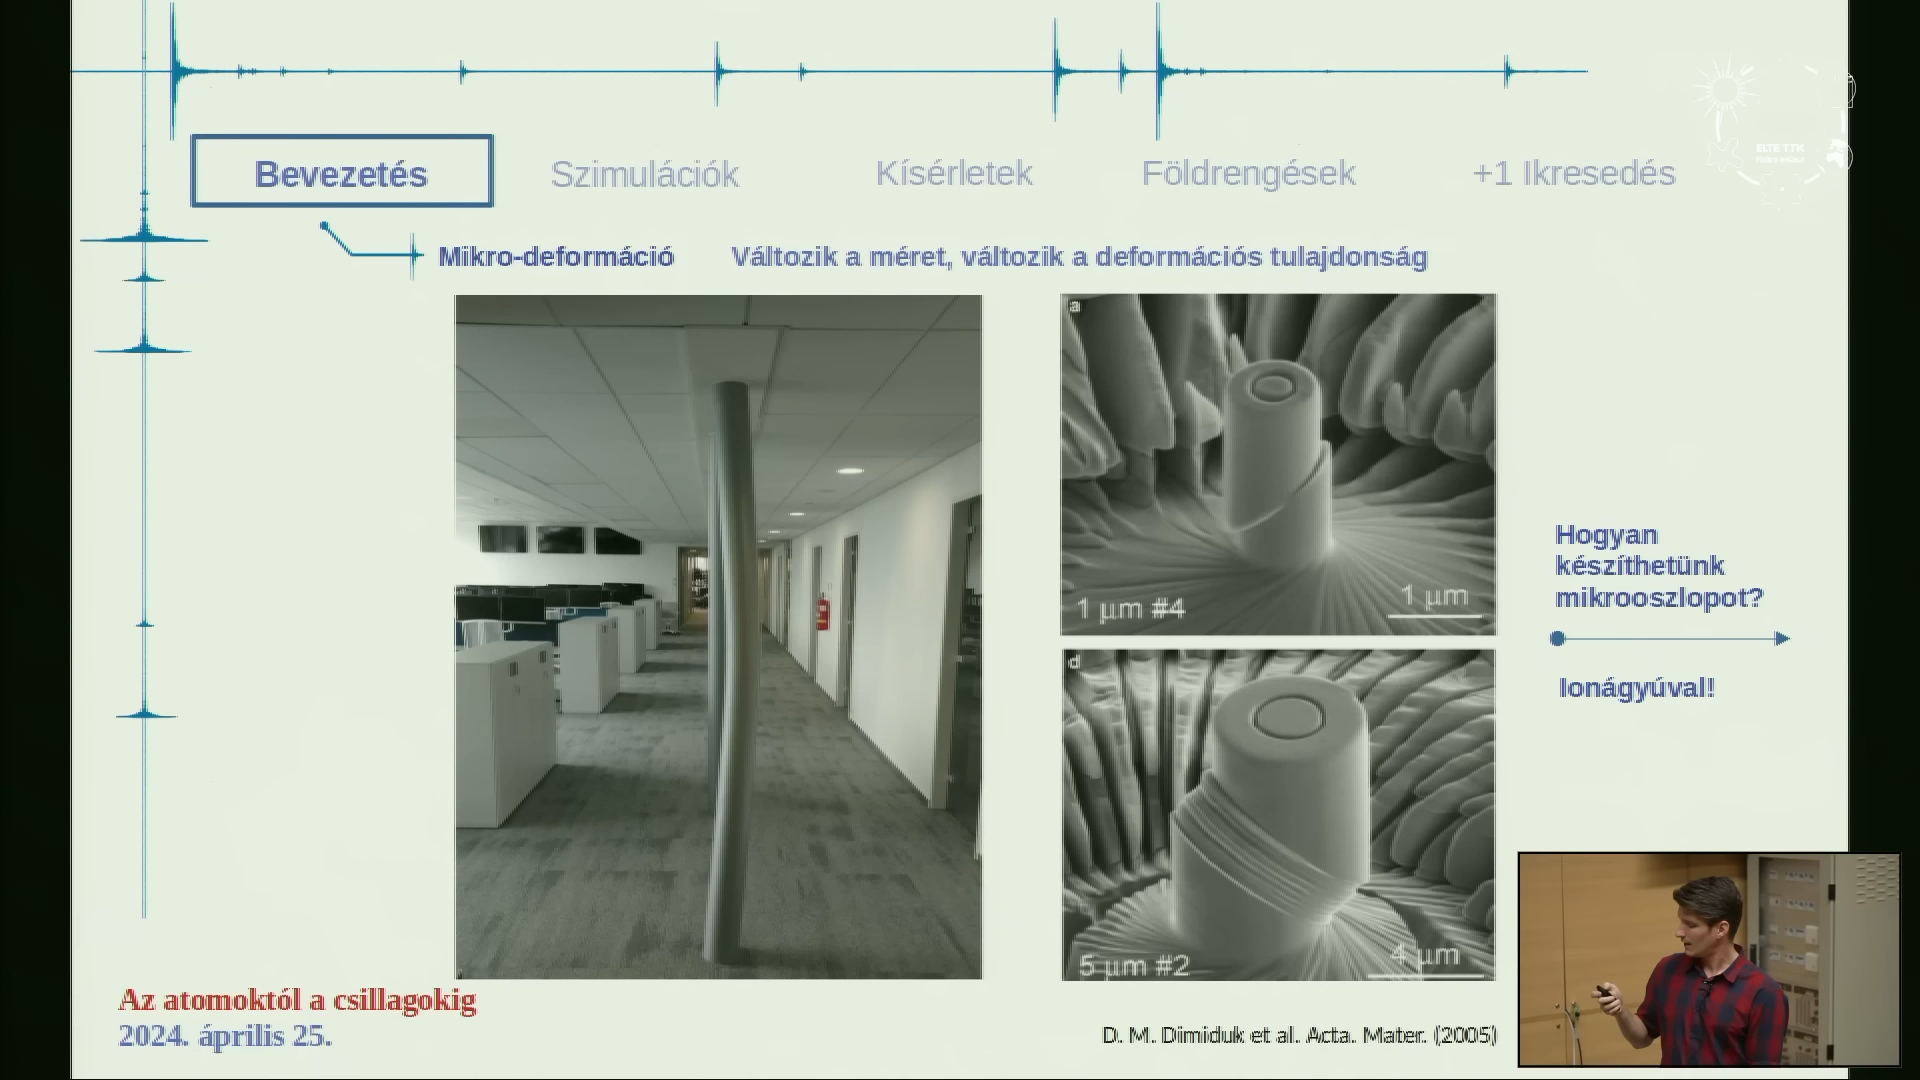 ELTE TTK
Bevezetés
Szimulációk
Kísérletek
Földrengések
+1 Ikresedés
Mikro-deformáció
Változik a méret, változik a deformációs tulajdonság
a
1 µm #4
1 µm
d
5 µm #2
4 µm
Hogyan
készíthetünk
mikrooszlopot?
Ionágyúval!
Az atomoktól a csillagokig
2024. április 25.
D. M. Dimiduk et al. Acta. Mater. (2005)